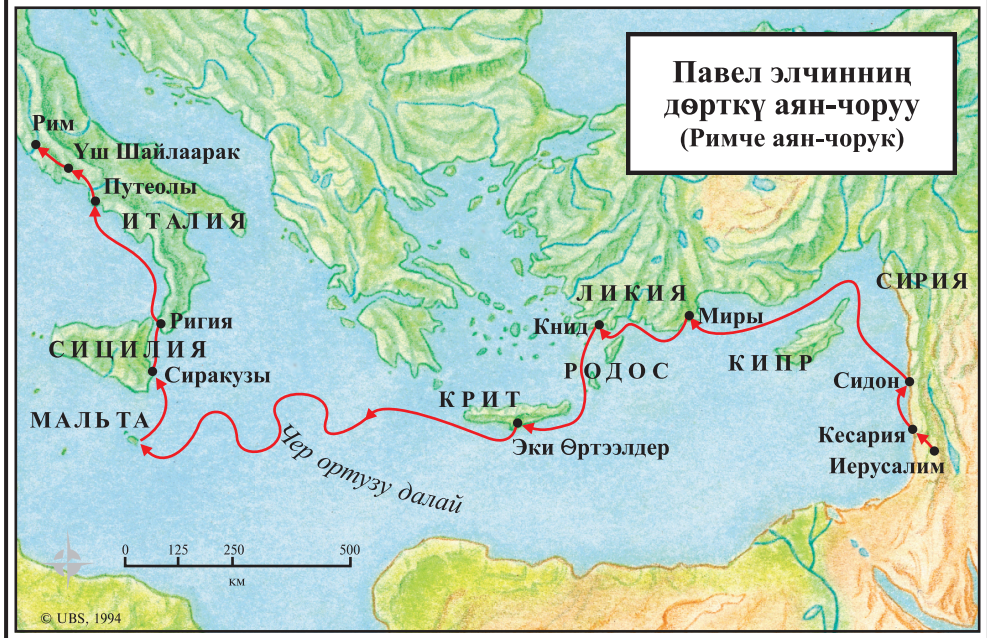 Павел элчинниң
дөрткү аян-чоруу
(Римче аян-чорук)
Рим
Үш Шайлаарак
Путеолы
ИТАЛИЯ
СИРИЯ
ЛИКИЯ
Ригия
Книд
Миры
СИЦИЛИЯ
Сиракузы
РОДОС
КИПР
Сидон
МАЛЬТА
КРИТ
Кесария
Эки Өртээлдер
Иерусалим
Чер ортузу далай
0 125 250 500
км
© UBS, 1994